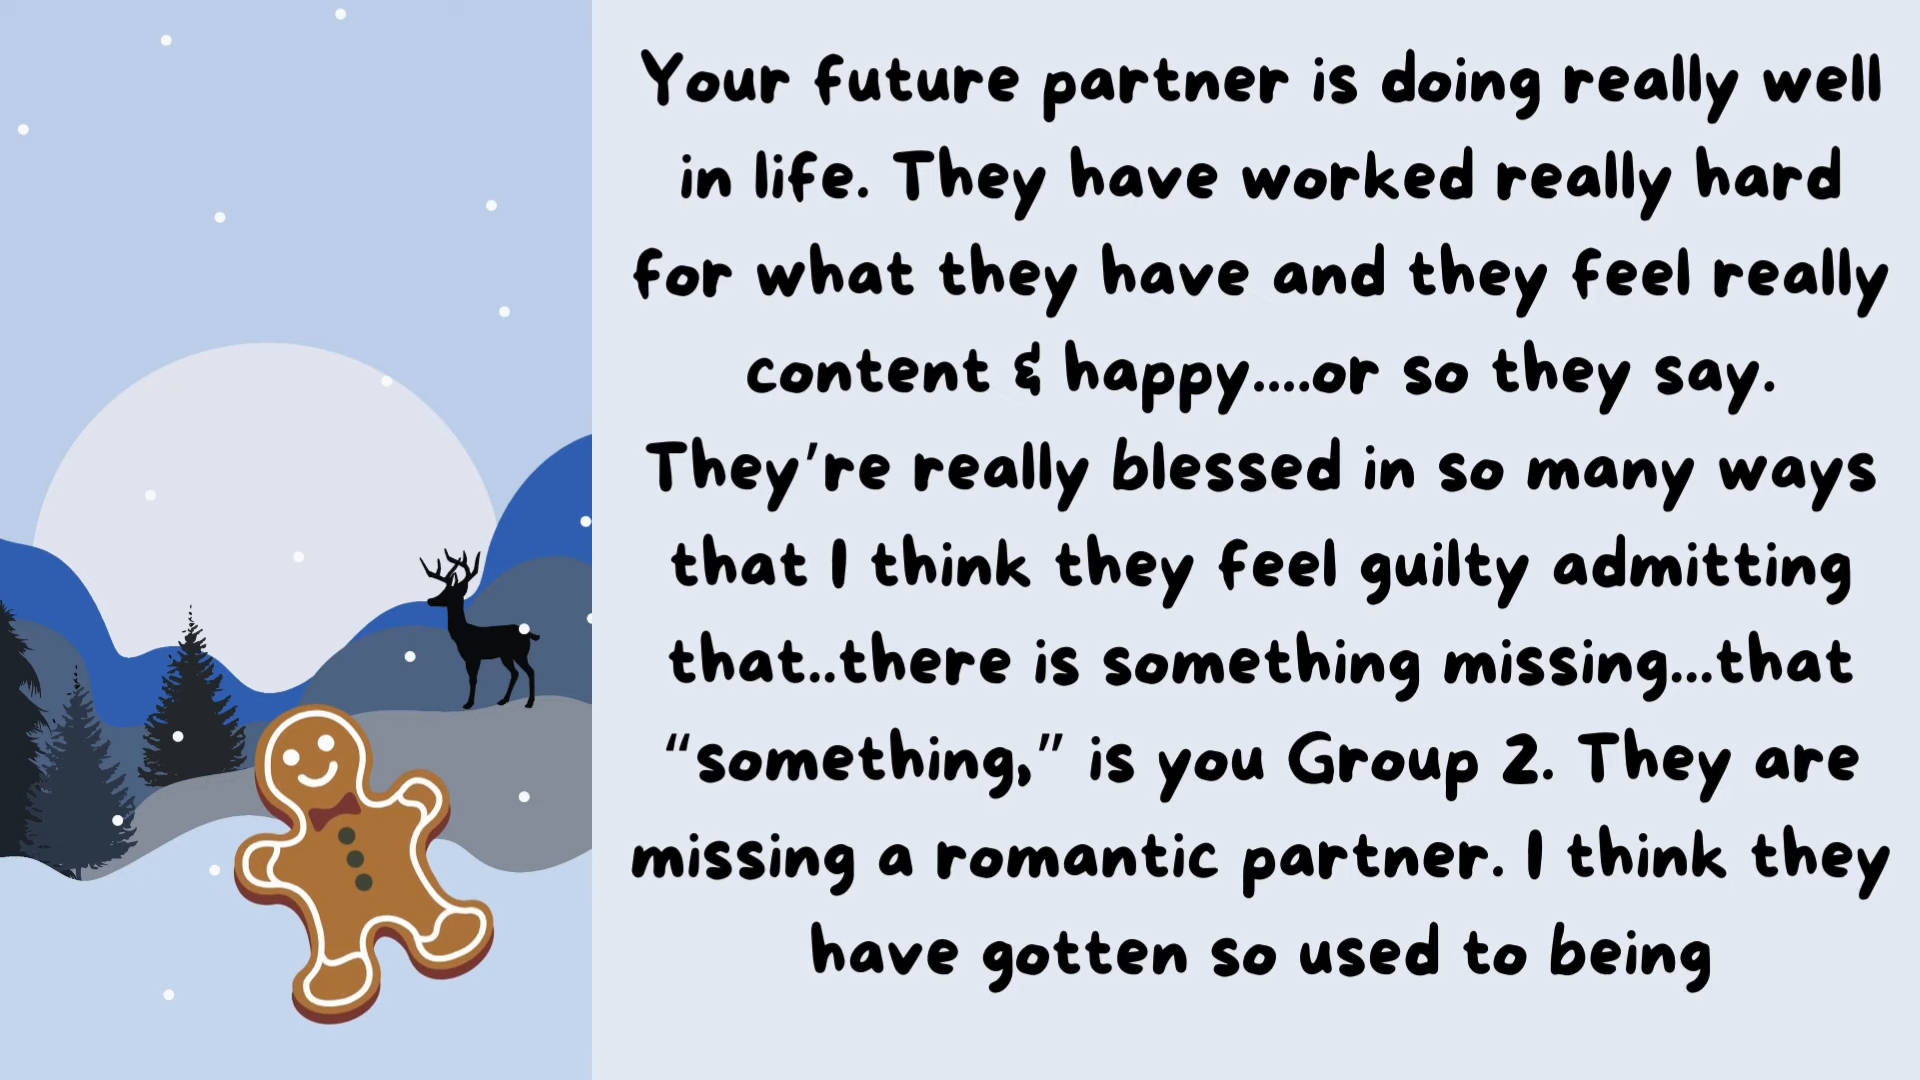 Your future partner is doing really well
in life. They have worked really hard
for what they have and they feel really
content & happy....or so they say.
They're really blessed in so many ways
that I think they feel guilty admitting
that..there is something missing...that
“something,” is you Group 2. They are
missing a romantic partner. I think they
have gotten so used to being